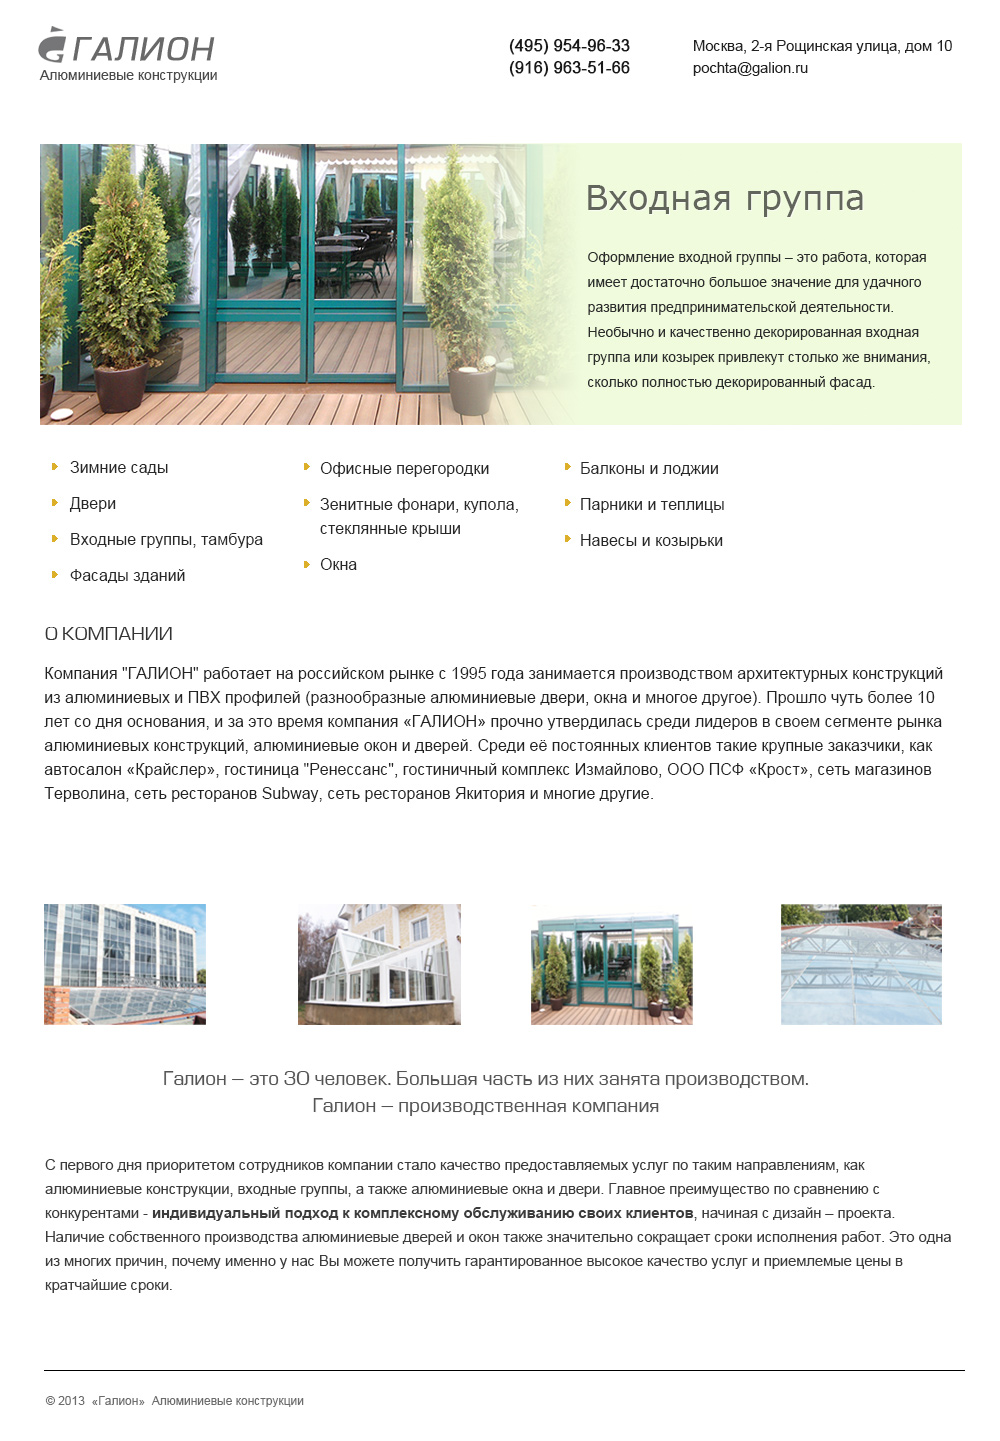 ГАЛИОН
Алюминиевые конструкции
(495) 954-96-33
(916) 963-51-66
Москва, 2-я Рощинская улица, дом 10
pochta@galion.ru
Входная группа
Оформление входной группы – это работа, которая
имеет достаточно большое значение для удачного
развития предпринимательской деятельности.
Необычно и качественно декорированная входная
группа или козырек привлекут столько же внимания,
сколько полностью декорированный фасад.
Зимние сады
Двери
Входные группы, тамбура
Фасады зданий
Офисные перегородки
Зенитные фонари, купола,
стеклянные крыши
Окна
Балконы и лоджии
Парники и теплицы
Навесы и козырьки
О КОМПАНИИ
Компания "ГАЛИОН" работает на российском рынке с 1995 года занимается производством архитектурных конструкций
из алюминиевых и ПВХ профилей (разнообразные алюминиевые двери, окна и многое другое). Прошло чуть более 10
лет со дня основания, и за это время компания «ГАЛИОН» прочно утвердилась среди лидеров в своем сегменте рынка
алюминиевых конструкций, алюминиевые окон и дверей. Среди её постоянных клиентов такие крупные заказчики, как
автосалон «Крайслер», гостиница "Ренессанс", гостиничный комплекс Измайлово, ООО ПСФ «Крост», сеть магазинов
Терволина, сеть ресторанов Subway, сеть ресторанов Якитория и многие другие.
Галион – это 30 человек. Большая часть из них занята производством.
Галион – производственная компания
С первого дня приоритетом сотрудников компании стало качество предоставляемых услуг по таким направлениям, как
алюминиевые конструкции, входные группы, а также алюминиевые окна и двери. Главное преимущество по сравнению с
конкурентами - индивидуальный подход к комплексному обслуживанию своих клиентов, начиная с дизайн – проекта.
Наличие собственного производства алюминиевые дверей и окон также значительно сокращает сроки исполнения работ. Это одна
из многих причин, почему именно у нас Вы можете получить гарантированное высокое качество услуг и приемлемые цены в
кратчайшие сроки.
© 2013 «Галион» Алюминиевые конструкции